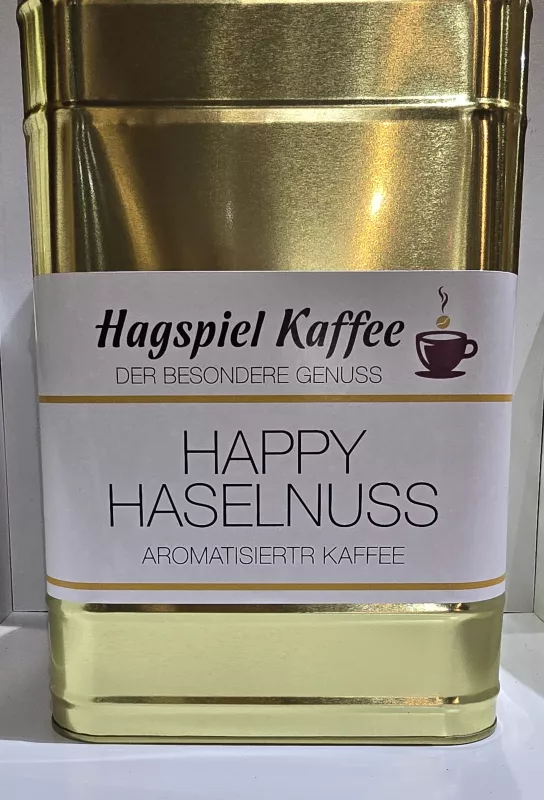 Hagspiel Kaffee
DER BESONDERE GENUSS
HAPPY
HASELNUSS
AROMATISIERTR KAFFEE